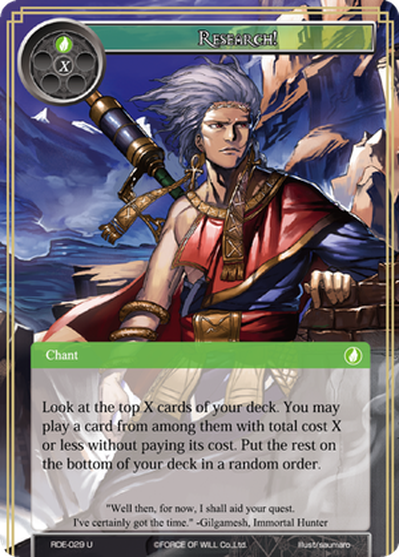 RESEARCH!
X
Chant
Look at the top X cards of your deck. You may
play a card from among them with total cost X
or less without paying its cost. Put the rest on
the bottom of your deck in a random order.
"Well then, for now, I shall aid your quest.
I've certainly got the time." -Gilgamesh, Immortal Hunter
RDE-029 U ©FORCE OF WILL Co.,Ltd. Illust/saumaro